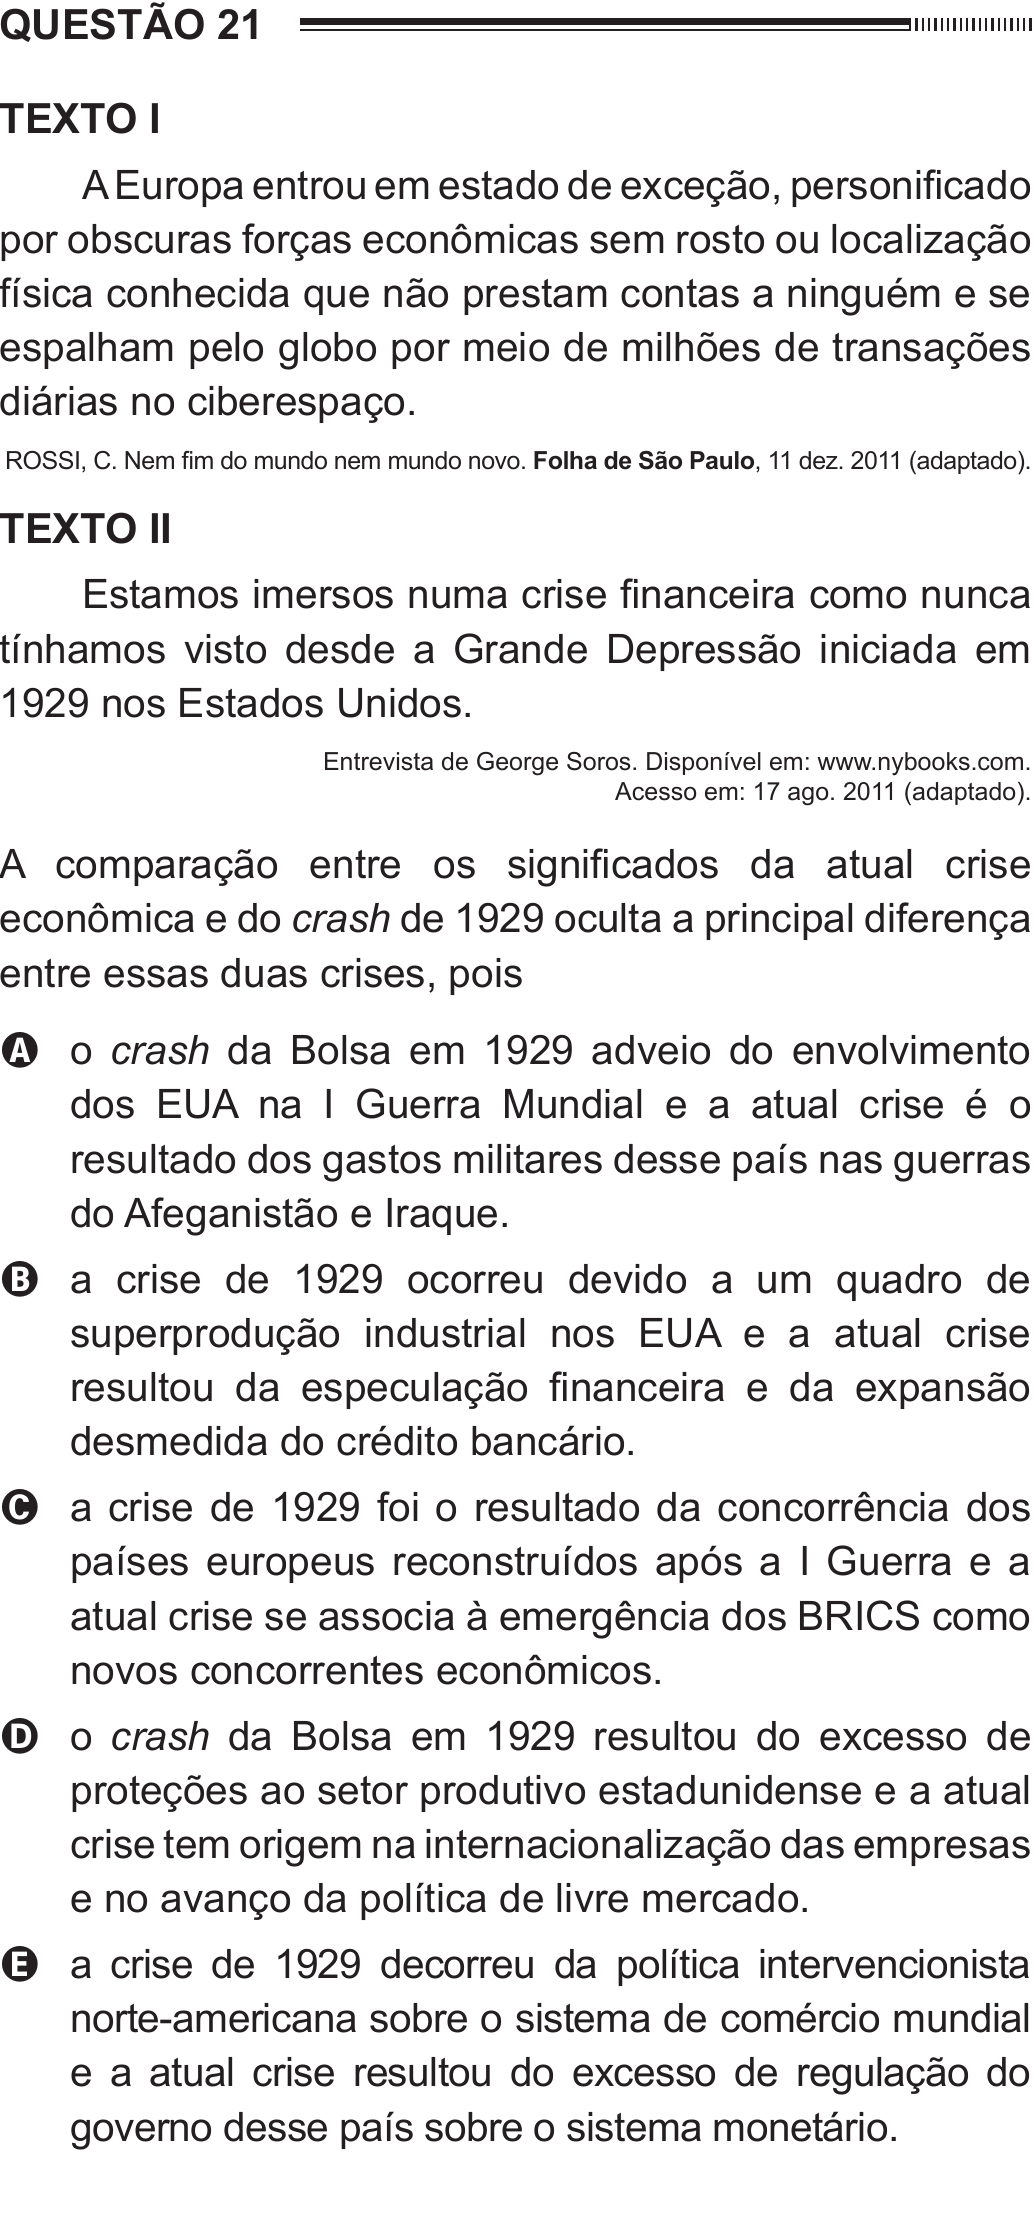 QUESTÃO 21
TEXTO I
A Europa entrou em estado de exceção, personificado
por obscuras forças econômicas sem rosto ou localização
física conhecida que não prestam contas a ninguém e se
espalham pelo globo por meio de milhões de transações
diárias no ciberespaço.
ROSSI, C. Nem fim do mundo nem mundo novo. Folha de São Paulo, 11 dez. 2011 (adaptado).
TEXTO II
Estamos imersos numa crise financeira como nunca
tínhamos visto desde a Grande Depressão iniciada em
1929 nos Estados Unidos.
Entrevista de George Soros. Disponível em: www.nybooks.com.
Acesso em: 17 ago. 2011 (adaptado).
A comparação entre os significados da atual crise
econômica e do crash de 1929 oculta a principal diferença
entre essas duas crises, pois
A o crash da Bolsa em 1929 adveio do envolvimento
dos EUA na I Guerra Mundial e a atual crise é o
resultado dos gastos militares desse país nas guerras
do Afeganistão e Iraque.
B a crise de 1929 ocorreu devido a um quadro de
superprodução industrial nos EUA e a atual crise
resultou da especulação financeira e da expansão
desmedida do crédito bancário.
C a crise de 1929 foi o resultado da concorrência dos
países europeus reconstruídos após a I Guerra e a
atual crise se associa à emergência dos BRICS como
novos concorrentes econômicos.
D o crash da Bolsa em 1929 resultou do excesso de
proteções ao setor produtivo estadunidense e a atual
crise tem origem na internacionalização das empresas
e no avanço da política de livre mercado.
E a crise de 1929 decorreu da política intervencionista
norte-americana sobre o sistema de comércio mundial
e a atual crise resultou do excesso de regulação do
governo desse país sobre o sistema monetário.